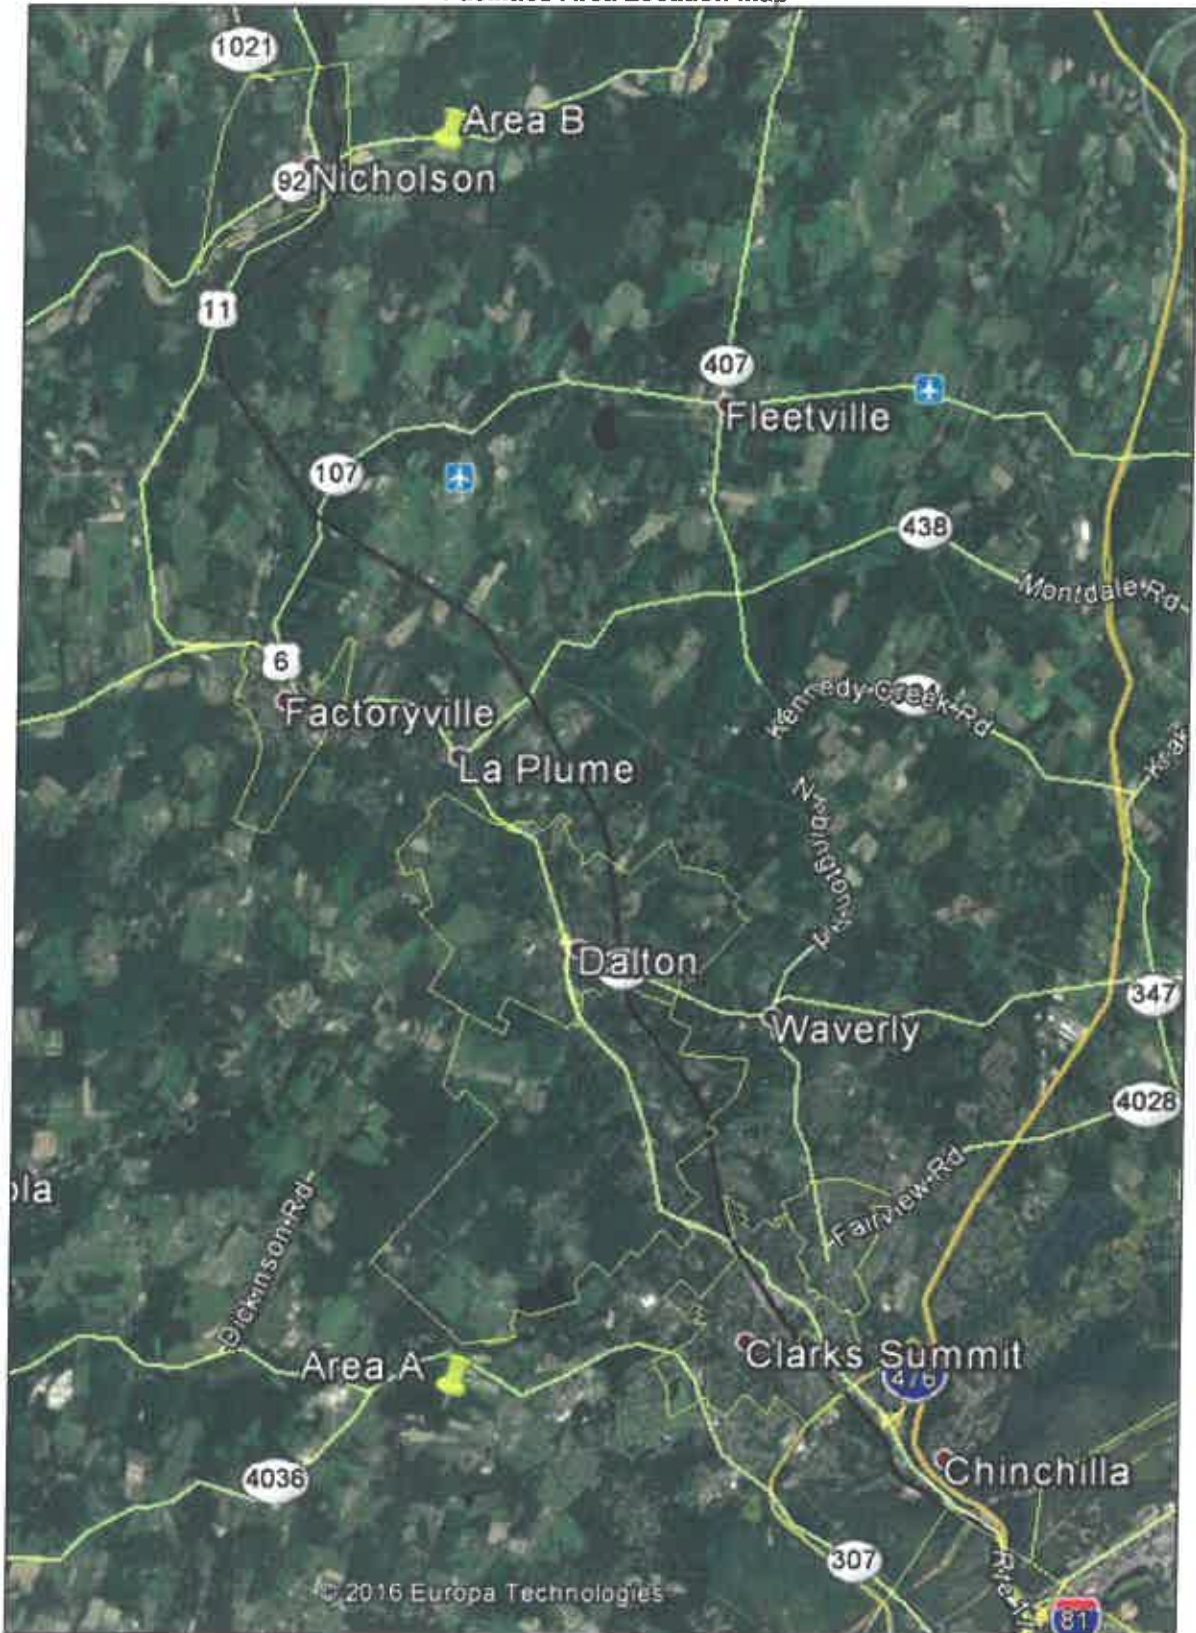 1021
Area B
92
Nicholson
11
407
Fleetville
107
438
Montdale Rd
6
Kennedy Creek Rd
Factoryville
La Plume
N
Abington
Dalton
347
Waverly
4028
Fairview Rd
ola
Dickinson Rd
Clarks Summit
Area A
476
Chinchilla
4036
307
81
© 2016 Europa Technologies